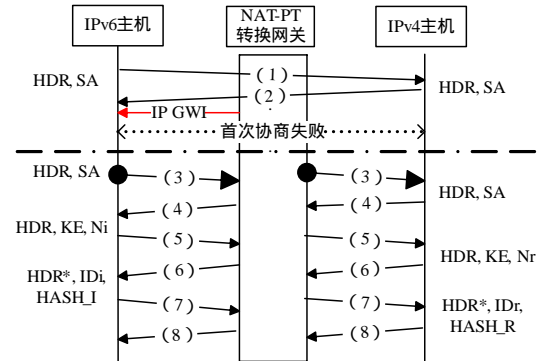 IPv6主机
NAT-PT
转换网关
IPv4主机
HDR, SA
（1）
（2）
HDR, SA
IP GWI
首次协商失败
HDR, SA
（3）
（3）
HDR, SA
（4）
（4）
HDR, KE, Ni
（5）
（5）
HDR, KE, Nr
（6）
（6）
HDR*, IDi,
HASH_I
（7）
（7）
HDR*, IDr,
HASH_R
（8）
（8）